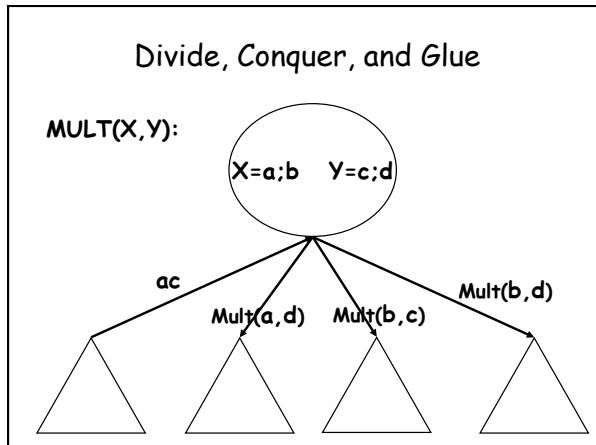 Divide, Conquer, and Glue
MULT(X,Y):
X=a;b Y=c;d
ac
Mult(a,d)
Mult(b,c)
Mult(b,d)